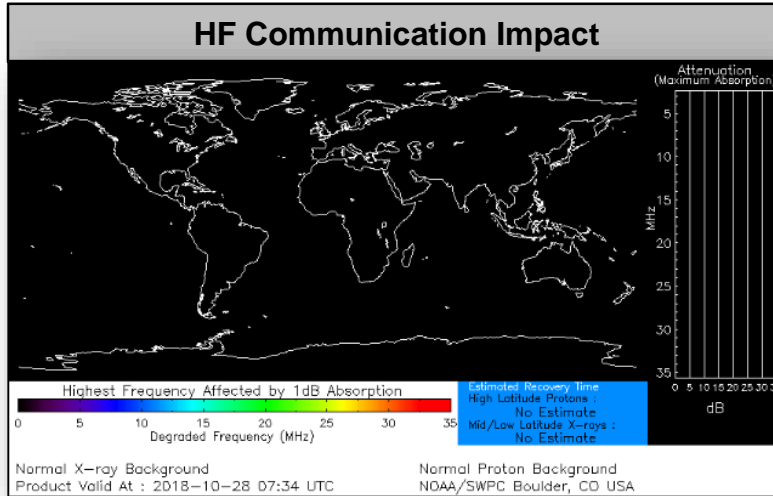 HF Communication Impact
Attenuation
(Maximum Absorption)
5
10
15
MHz
20
25
30
35
0 5 10 15 20 25 30
dB
Highest Frequency Affected by 1dB Absorption
0 5 10 15 20 25 30 35
Degraded Frequency (MHz)
Estimated Recovery Time
High Latitude Protons :
No Estimate
Mid/Low Latitude X-rays :
No Estimate
Normal X-ray Background
Normal Proton Background
Product Valid At : 2018-10-28 07:34 UTC
NOAA/SWPC Boulder, CO USA